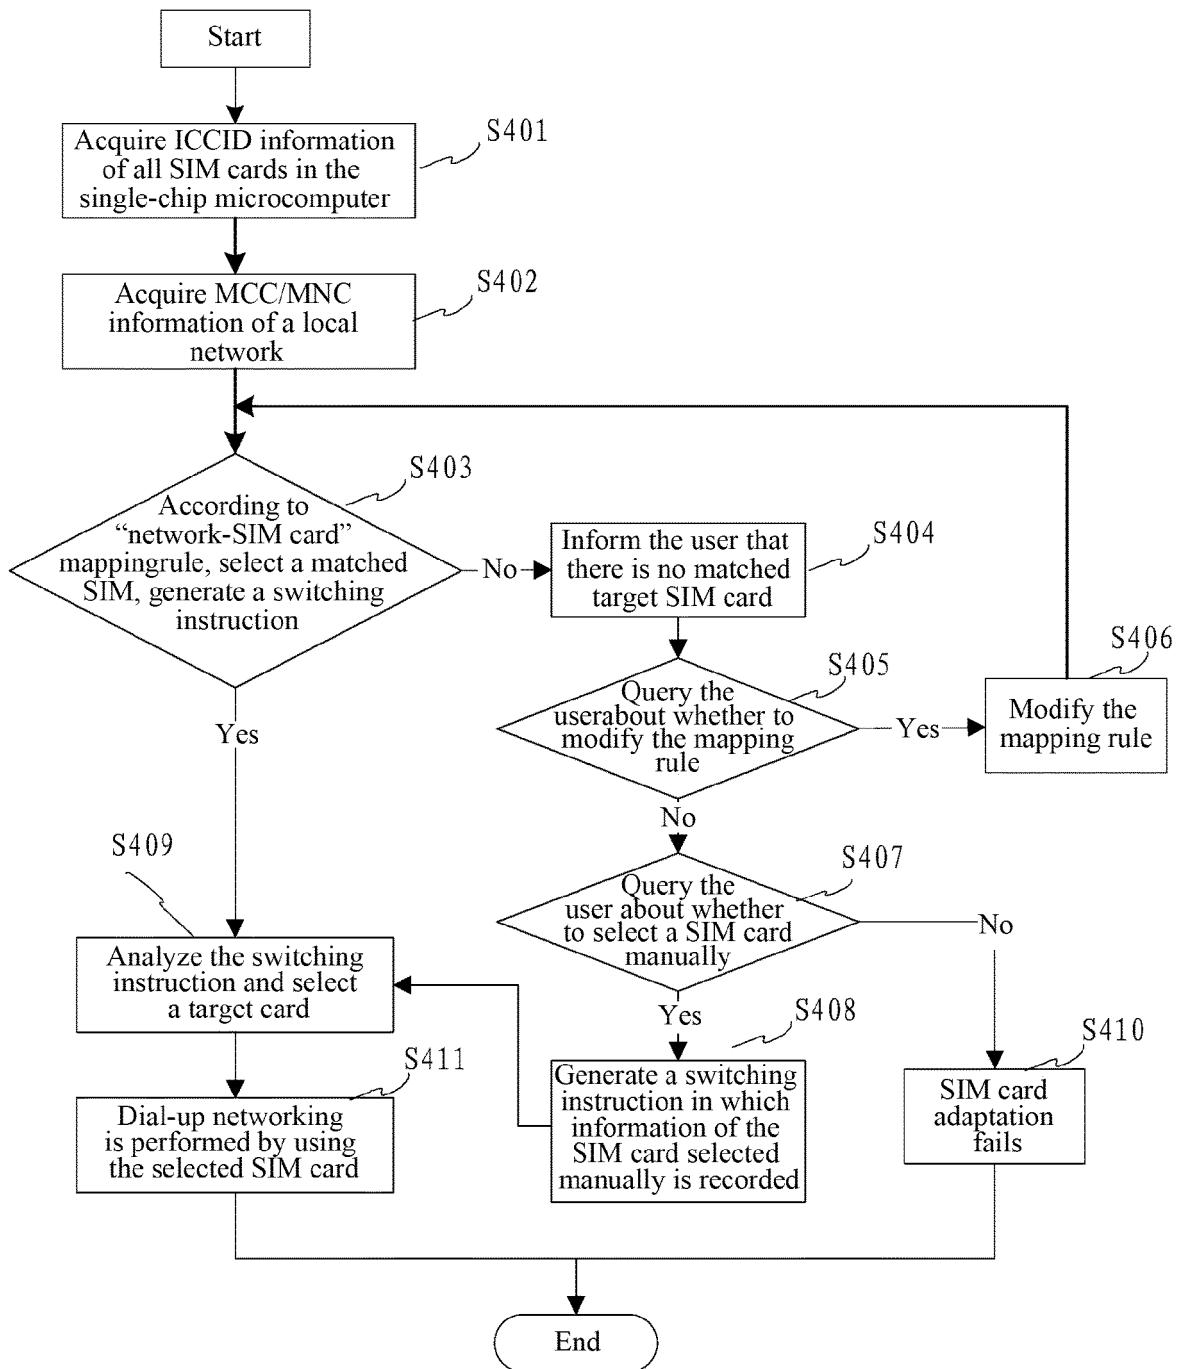 Start
Acquire ICCID information
of all SIM cards in the
single-chip microcomputer
S401
Acquire MCC/MNC
information of a local
network
S402
According to
“network-SIM card”
mappingrule, select a matched
SIM, generate a switching
instruction
S403
No
Inform the user that
there is no matched
target SIM card
S404
Query the
userabout whether to
modify the mapping
rule
S405
Yes
Modify the
mapping rule
S406
Yes
No
Query the
user about whether
to select a SIM card
manually
S407
No
S409
Analyze the switching
instruction and select
a target card
Yes
S408
Generate a switching
instruction in which
information of the
SIM card selected
manually is recorded
S410
SIM card
adaptation
fails
S411
Dial-up networking
is performed by using
the selected SIM card
End